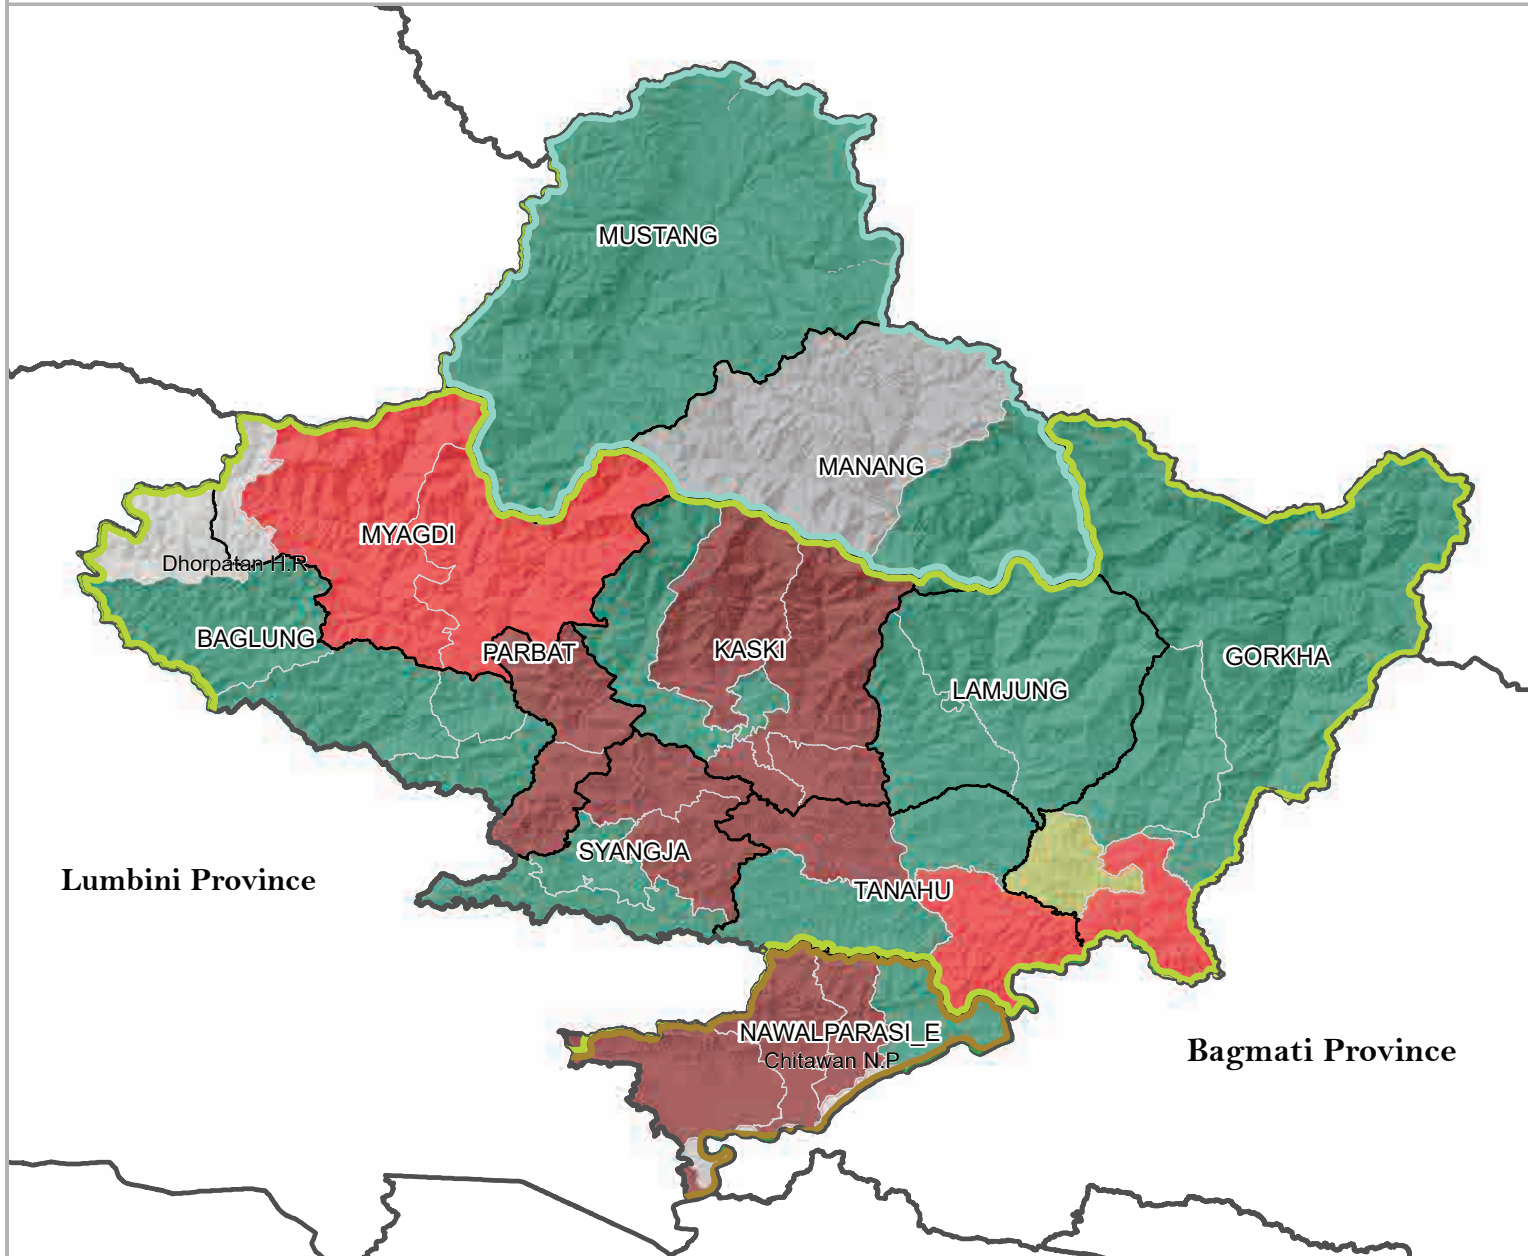 MUSTANG
MANANG
MYAGDI
Dhorpatan H.R
BAGLUNG
PARBAT
KASKI
GORKHA
LAMJUNG
SYANGJA
Lumbini Province
TANAHU
NAWALPARASI_E
Chitawan N.P
Bagmati Province